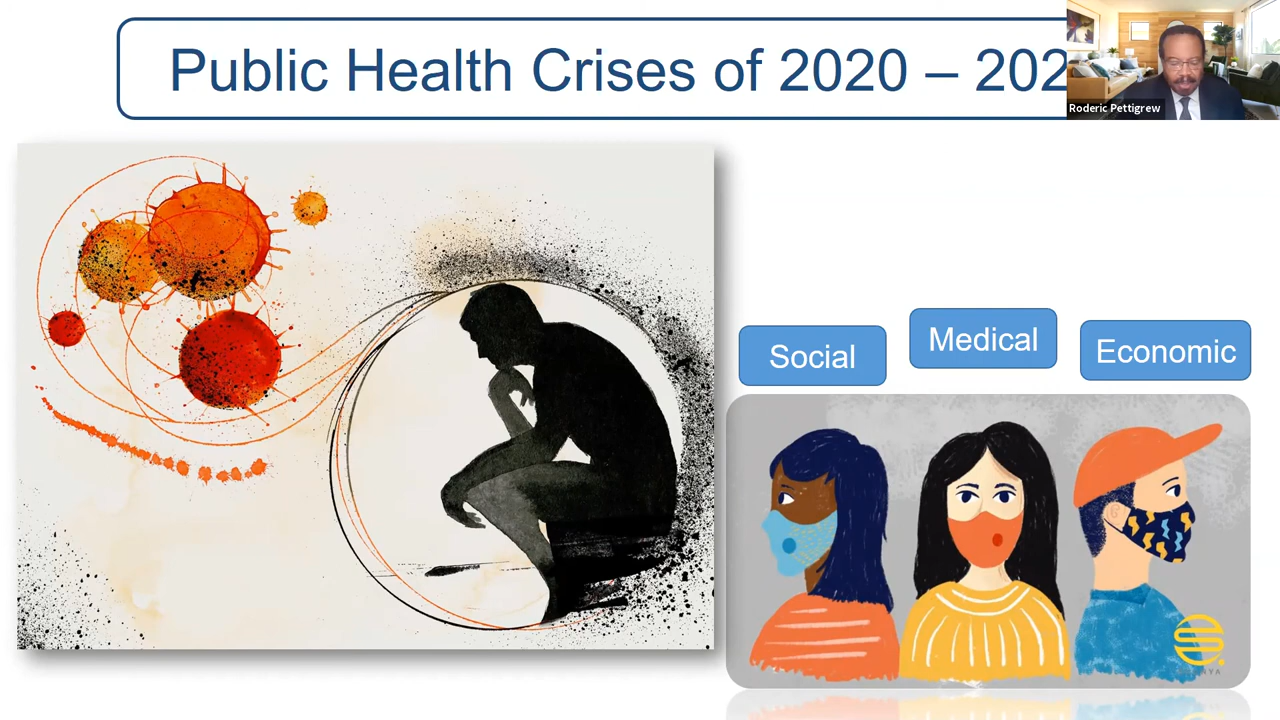 Public Health Crises of 2020 – 202
Roderic Pettigrew
Social
Medical
Economic